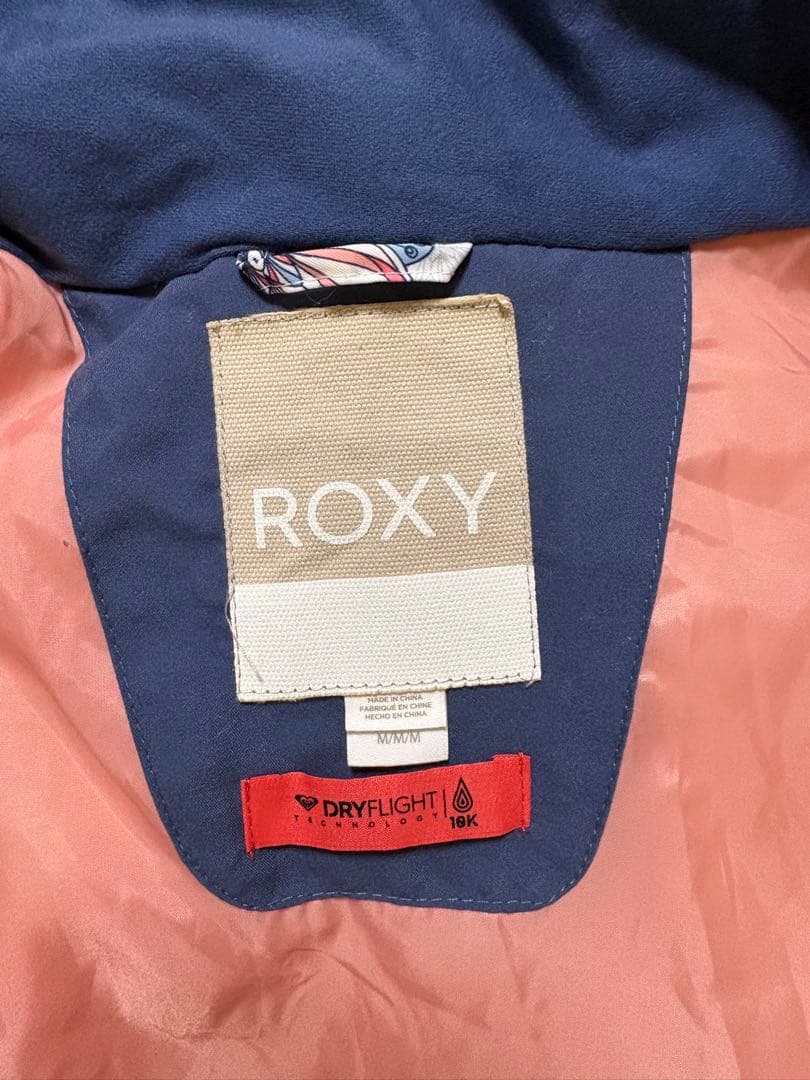 ROXY
MADE IN CHINA
FABRIQUÉ EN CHINE
HECHO EN CHINA
M/M/M
DRYFLIGHT
TECHNOLOGY
10K